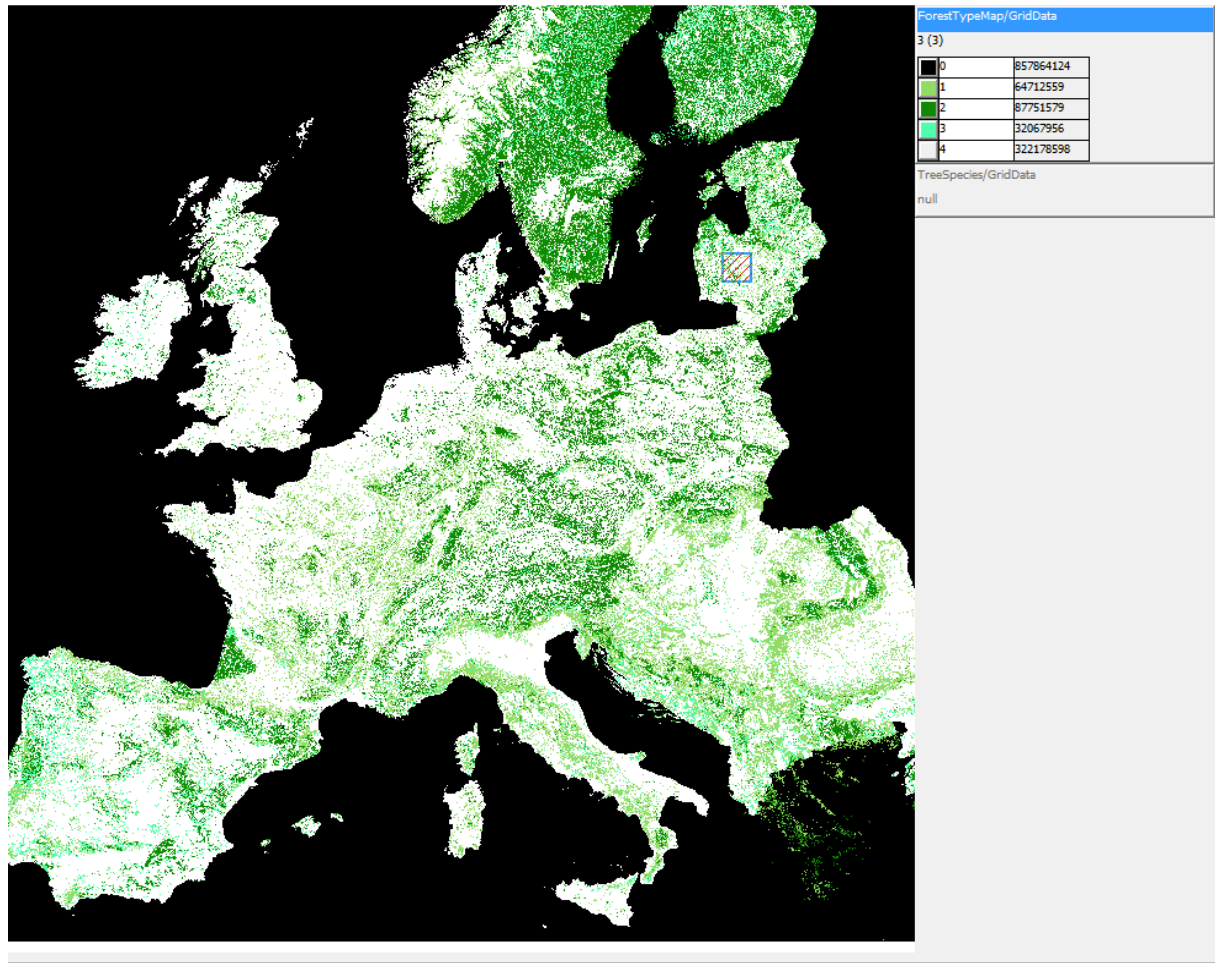 ForestTypeMap/GridData
3 (3)
0 857864124
1 64712559
2 87751579
3 32067956
4 322178598
TreeSpecies/GridData
null